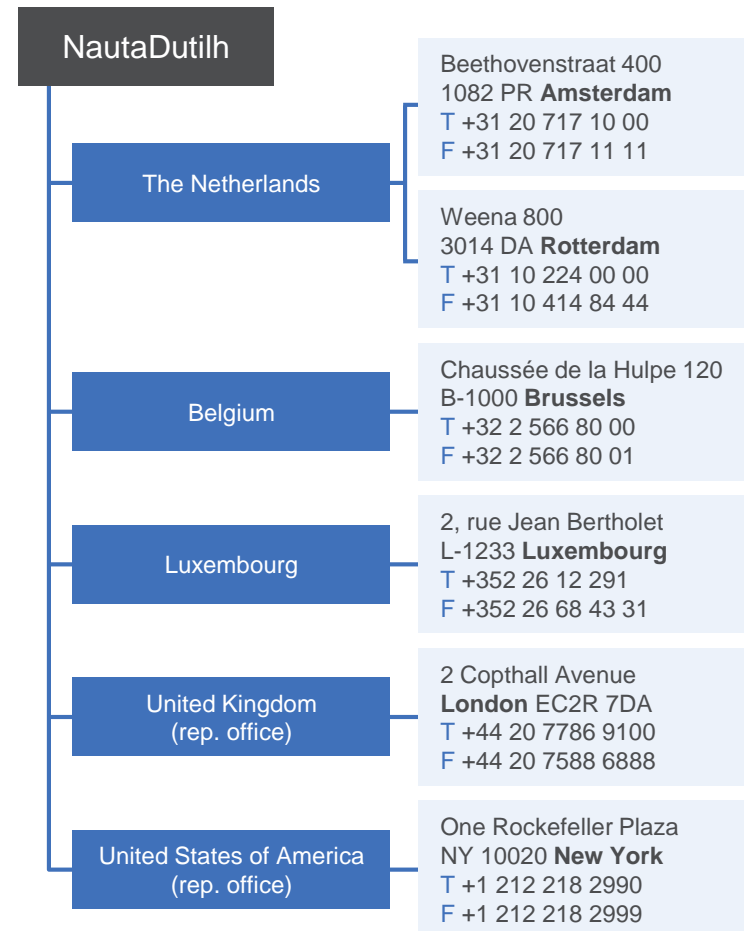 NautaDutilh
The Netherlands
Beethovenstraat 400
1082 PR Amsterdam
T +31 20 717 10 00
F +31 20 717 11 11
Weena 800
3014 DA Rotterdam
T +31 10 224 00 00
F +31 10 414 84 44
Belgium
Chaussée de la Hulpe 120
B-1000 Brussels
T +32 2 566 80 00
F +32 2 566 80 01
Luxembourg
2, rue Jean Bertholet
L-1233 Luxembourg
T +352 26 12 291
F +352 26 68 43 31
United Kingdom
(rep. office)
2 Copthall Avenue
London EC2R 7DA
T +44 20 7786 9100
F +44 20 7588 6888
United States of America
(rep. office)
One Rockefeller Plaza
NY 10020 New York
T +1 212 218 2990
F +1 212 218 2999